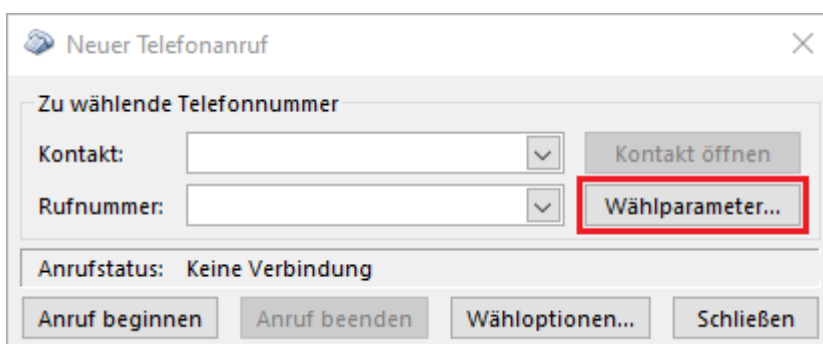 Neuer Telefonanruf
Zu wählende Telefonnummer
Kontakt: Kontakt öffnen
Rufnummer: Wählparameter...
Anrufstatus: Keine Verbindung
Anruf beginnen Anruf beenden Wähloptionen... Schließen